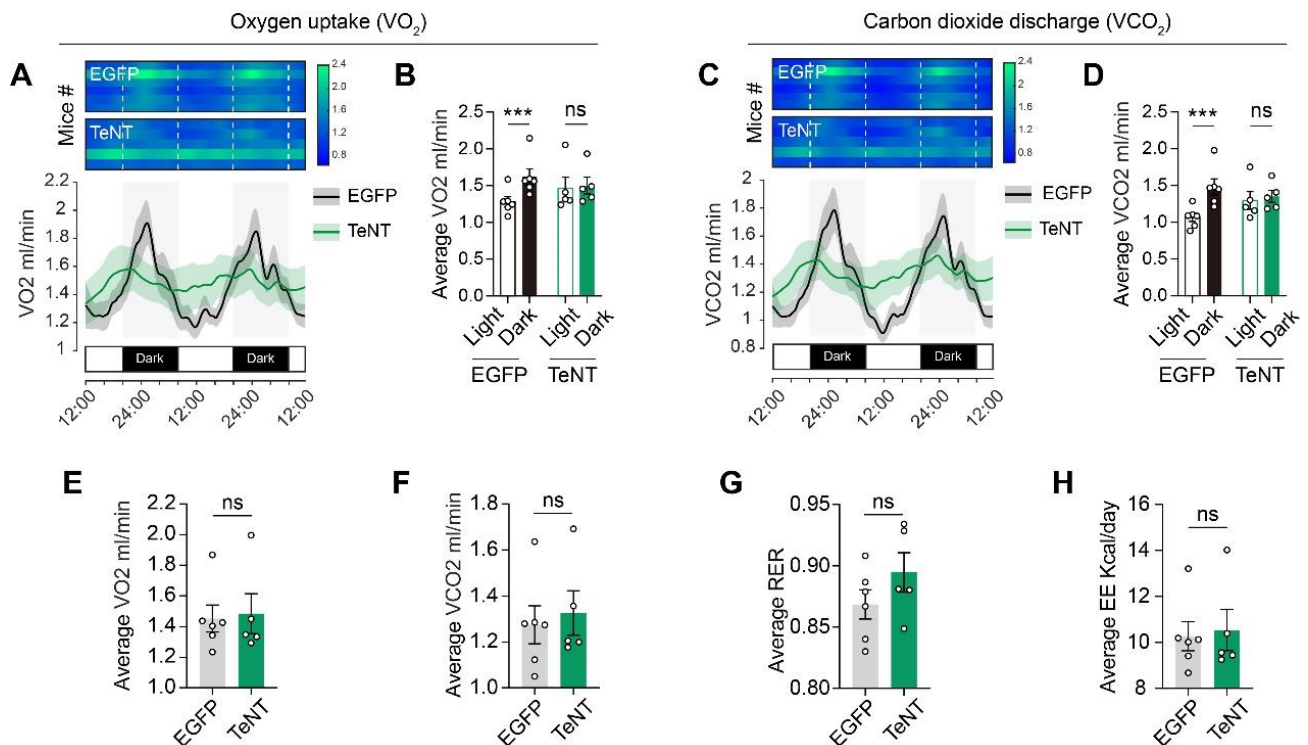 Oxygen uptake (VO₂)
Carbon dioxide discharge (VCO₂)
A
Mice #
EGFP
TeNT
2.4
2.0
1.6
1.2
0.8
EGFP
TeNT
VO2 ml/min
2.2
2
1.8
1.6
1.4
1.2
1
Dark
Dark
12:00
24:00
12:00
24:00
12:00
B
Average VO2 ml/min
2.5
2.0
1.5
1.0
0.5
0.0
***
ns
Light
Dark
Light
Dark
EGFP
TeNT
C
Mice #
EGFP
TeNT
2.4
2.0
1.6
1.2
0.8
EGFP
TeNT
VCO2 ml/min
2
1.8
1.6
1.4
1.2
1
0.8
Dark
Dark
12:00
24:00
12:00
24:00
12:00
D
Average VCO2 ml/min
2.5
2.0
1.5
1.0
0.5
0.0
***
ns
Light
Dark
Light
Dark
EGFP
TeNT
E
Average VO2 ml/min
2.2
2.0
1.8
1.6
1.4
1.2
1.0
ns
EGFP
TeNT
F
Average VCO2 ml/min
1.8
1.6
1.4
1.2
1.0
ns
EGFP
TeNT
G
Average RER
0.95
0.90
0.85
0.80
ns
EGFP
TeNT
H
Average EE Kcal/day
16
14
12
10
8
ns
EGFP
TeNT